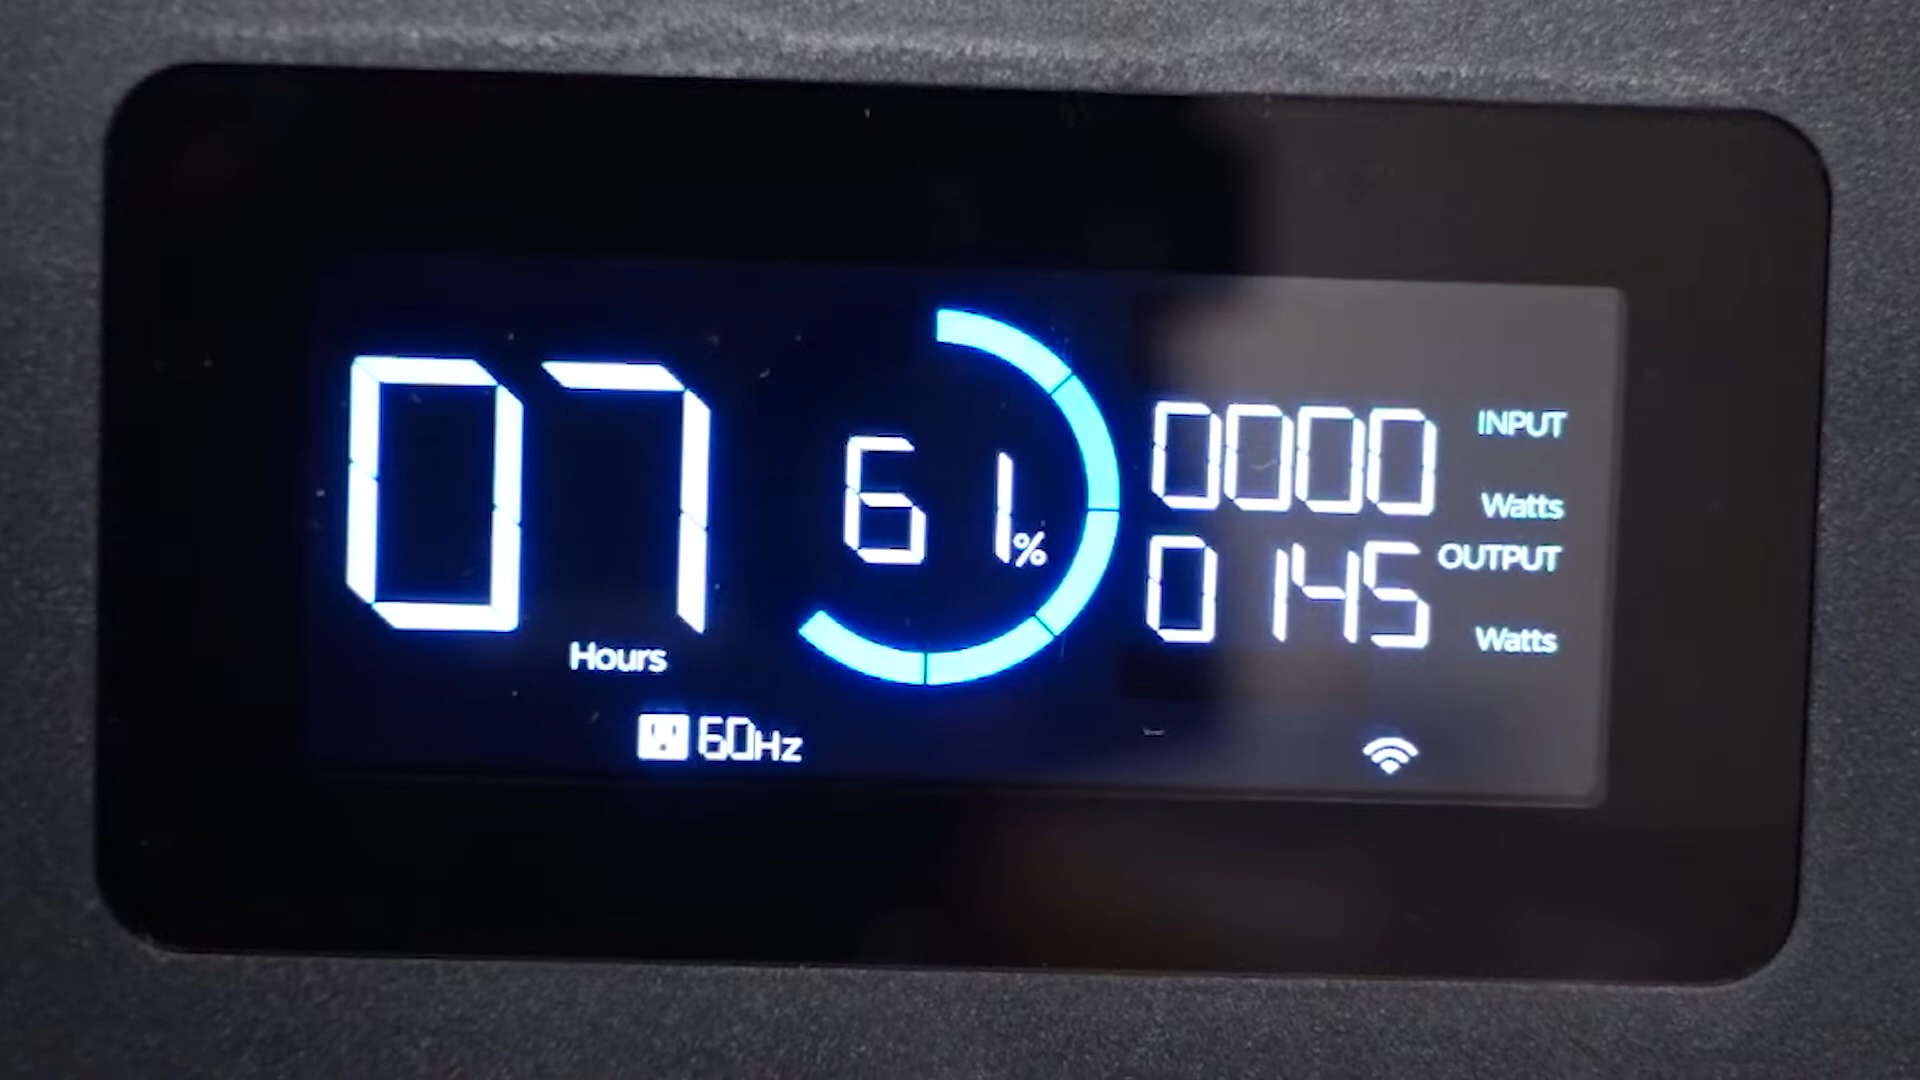 07 Hours
61%
0000 INPUT Watts
0145 OUTPUT Watts
60Hz